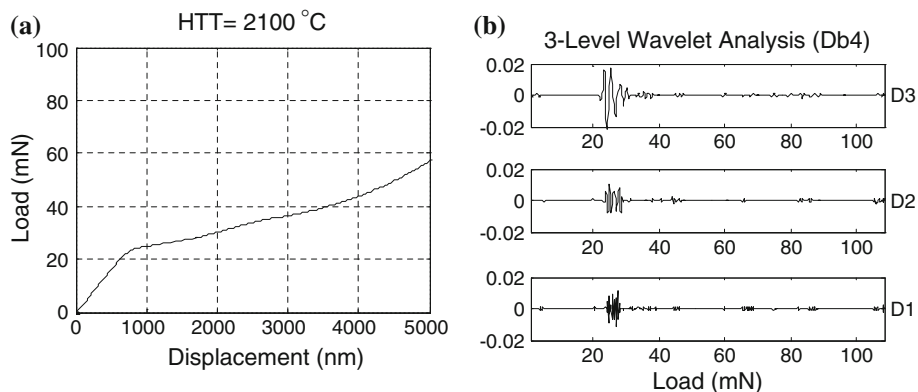 (a)
HTT= 2100 °C
100
80
60
40
20
0
Load (mN)
0 1000 2000 3000 4000 5000
Displacement (nm)
(b)
3-Level Wavelet Analysis (Db4)
0.02
0
-0.02
D3
20 40 60 80 100
0.02
0
-0.02
D2
20 40 60 80 100
0.02
0
-0.02
D1
20 40 60 80 100
Load (mN)